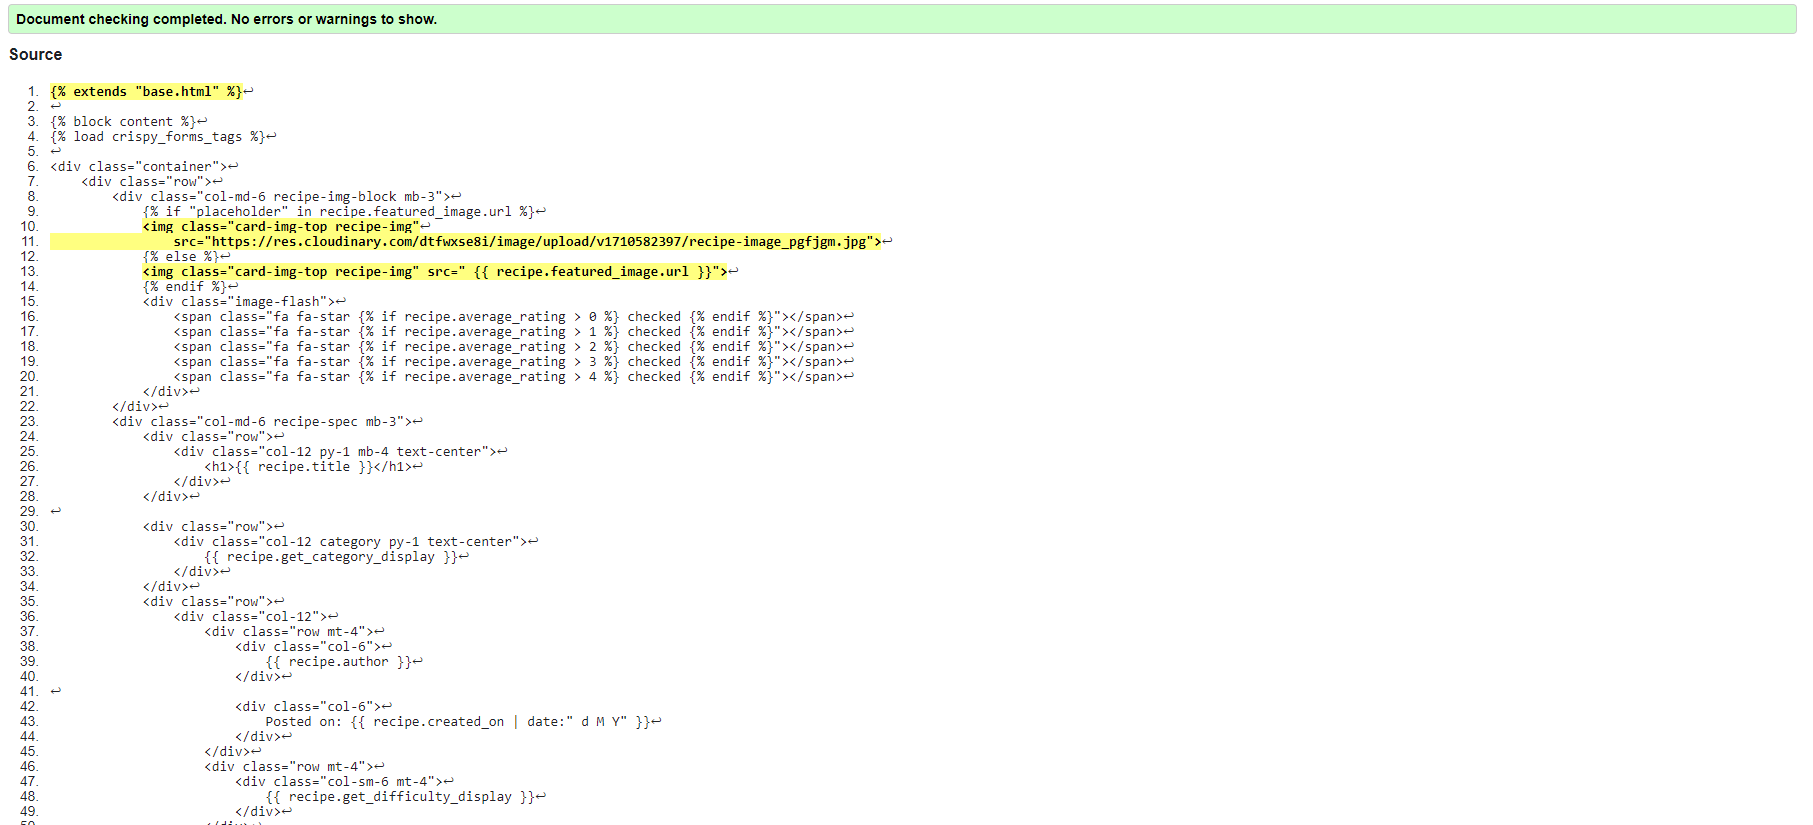 Document checking completed. No errors or warnings to show.
Source
1. {% extends "base.html" %}↩
2. ↩
3. {% block content %}↩
4. {% load crispy_forms_tags %}↩
5. ↩
6. <div class="container">↩
7.     <div class="row">↩
8.         <div class="col-md-6 recipe-img-block mb-3">↩
9.             {% if "placeholder" in recipe.featured_image.url %}↩
10.             <img class="card-img-top recipe-img"↩
11.                 src="https://res.cloudinary.com/dtfwxse8i/image/upload/v1710582397/recipe-image_pgfjgm.jpg">↩
12.             {% else %}↩
13.             <img class="card-img-top recipe-img" src=" {{ recipe.featured_image.url }}">↩
14.             {% endif %}↩
15.             <div class="image-flash">↩
16.                 <span class="fa fa-star {% if recipe.average_rating > 0 %} checked {% endif %}"></span>↩
17.                 <span class="fa fa-star {% if recipe.average_rating > 1 %} checked {% endif %}"></span>↩
18.                 <span class="fa fa-star {% if recipe.average_rating > 2 %} checked {% endif %}"></span>↩
19.                 <span class="fa fa-star {% if recipe.average_rating > 3 %} checked {% endif %}"></span>↩
20.                 <span class="fa fa-star {% if recipe.average_rating > 4 %} checked {% endif %}"></span>↩
21.             </div>↩
22.         </div>↩
23.         <div class="col-md-6 recipe-spec mb-3">↩
24.             <div class="row">↩
25.                 <div class="col-12 py-1 mb-4 text-center">↩
26.                     <h1>{{ recipe.title }}</h1>↩
27.                 </div>↩
28.             </div>↩
29. ↩
30.             <div class="row">↩
31.                 <div class="col-12 category py-1 text-center">↩
32.                     {{ recipe.get_category_display }}↩
33.                 </div>↩
34.             </div>↩
35.             <div class="row">↩
36.                 <div class="col-12">↩
37.                     <div class="row mt-4">↩
38.                         <div class="col-6">↩
39.                             {{ recipe.author }}↩
40.                         </div>↩
41. ↩
42.                         <div class="col-6">↩
43.                             Posted on: {{ recipe.created_on | date:" d M Y" }}↩
44.                         </div>↩
45.                     </div>↩
46.                     <div class="row mt-4">↩
47.                         <div class="col-sm-6 mt-4">↩
48.                             {{ recipe.get_difficulty_display }}↩
49.                         </div>↩